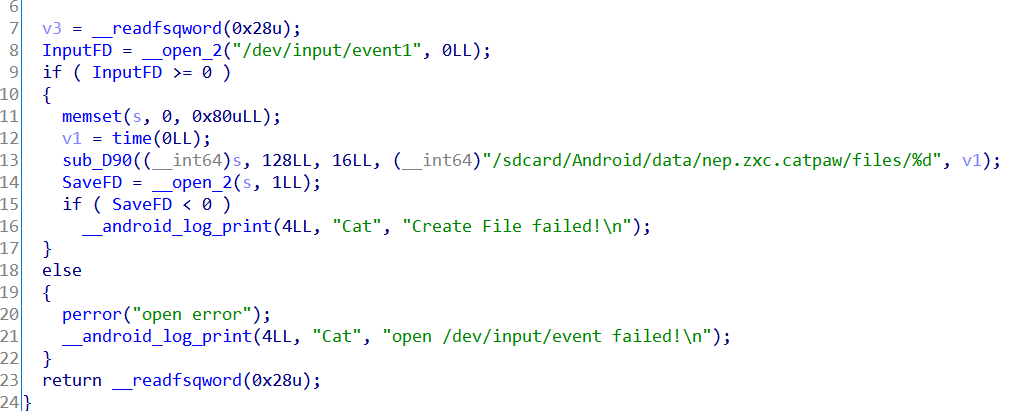 6
7 v3 = __readfsqword(0x28u);
8 InputFD = __open_2("/dev/input/event1", 0LL);
9 if ( InputFD >= 0 )
10 {
11 memset(s, 0, 0x80uLL);
12 v1 = time(0LL);
13 sub_D90((__int64)s, 128LL, 16LL, (__int64)"/sdcard/Android/data/nep.zxc.catpaw/files/%d", v1);
14 SaveFD = __open_2(s, 1LL);
15 if ( SaveFD < 0 )
16 __android_log_print(4LL, "Cat", "Create File failed!\n");
17 }
18 else
19 {
20 perror("open error");
21 __android_log_print(4LL, "Cat", "open /dev/input/event failed!\n");
22 }
23 return __readfsqword(0x28u);
24 }